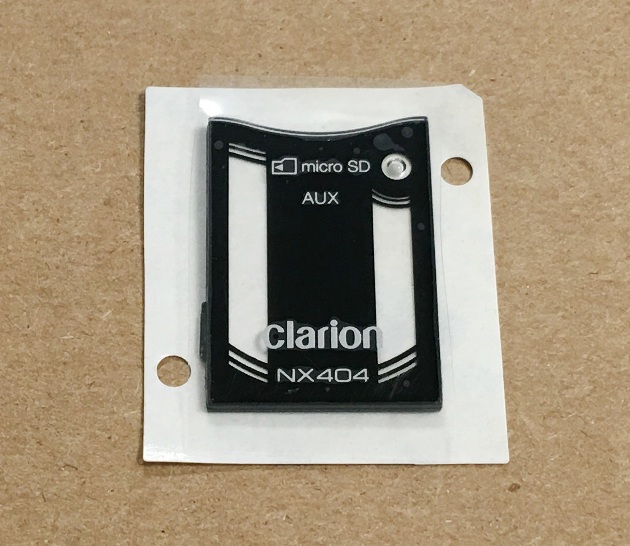 micro SD
AUX
clarion
NX404